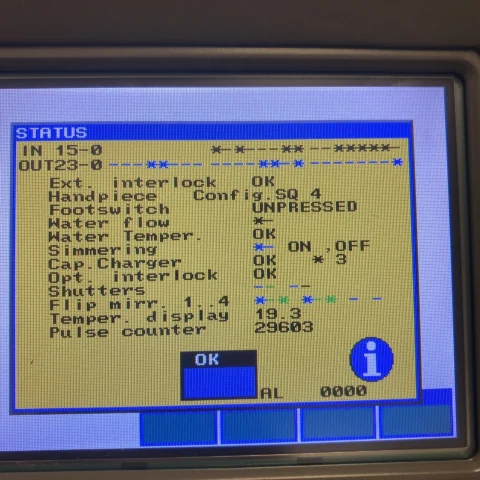 STATUS
IN 15-0 *-*---**--*****-
OUT23-0 ----**--- ---**-*--------*
Ext. interlock OK
Handpiece Config.SQ 4
Footswitch UNPRESSED
Water flow *-
Water Temper. OK
Simmering *- ON ,OFF
Cap.Charger OK * 3
Opt. interlock OK
Shutters -- --
Flip mirr. 1..4 * * * * - -
Temper. display 19.3
Pulse counter 29603
OK
i
AL 0000